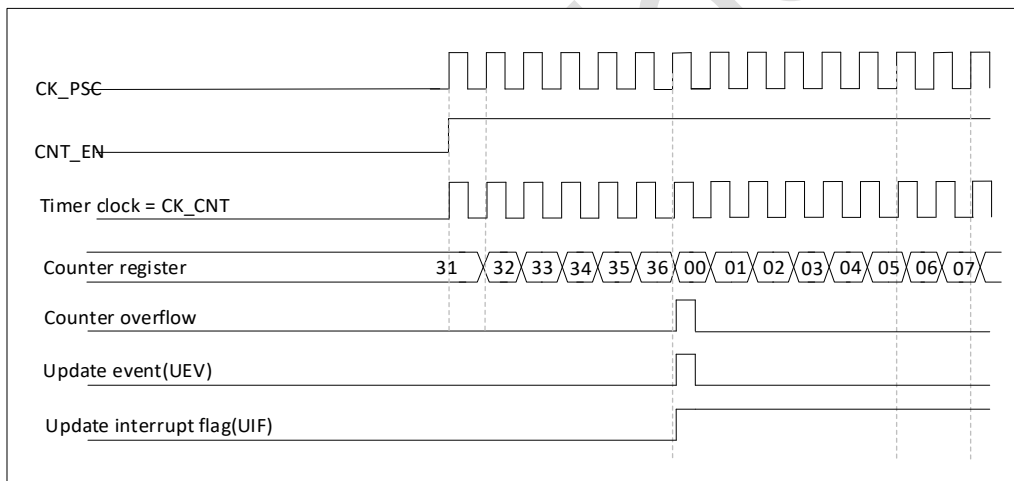 CK_PSC
CNT_EN
Timer clock = CK_CNT
Counter register 31 32 33 34 35 36 00 01 02 03 04 05 06 07
Counter overflow
Update event(UEV)
Update interrupt flag(UIF)